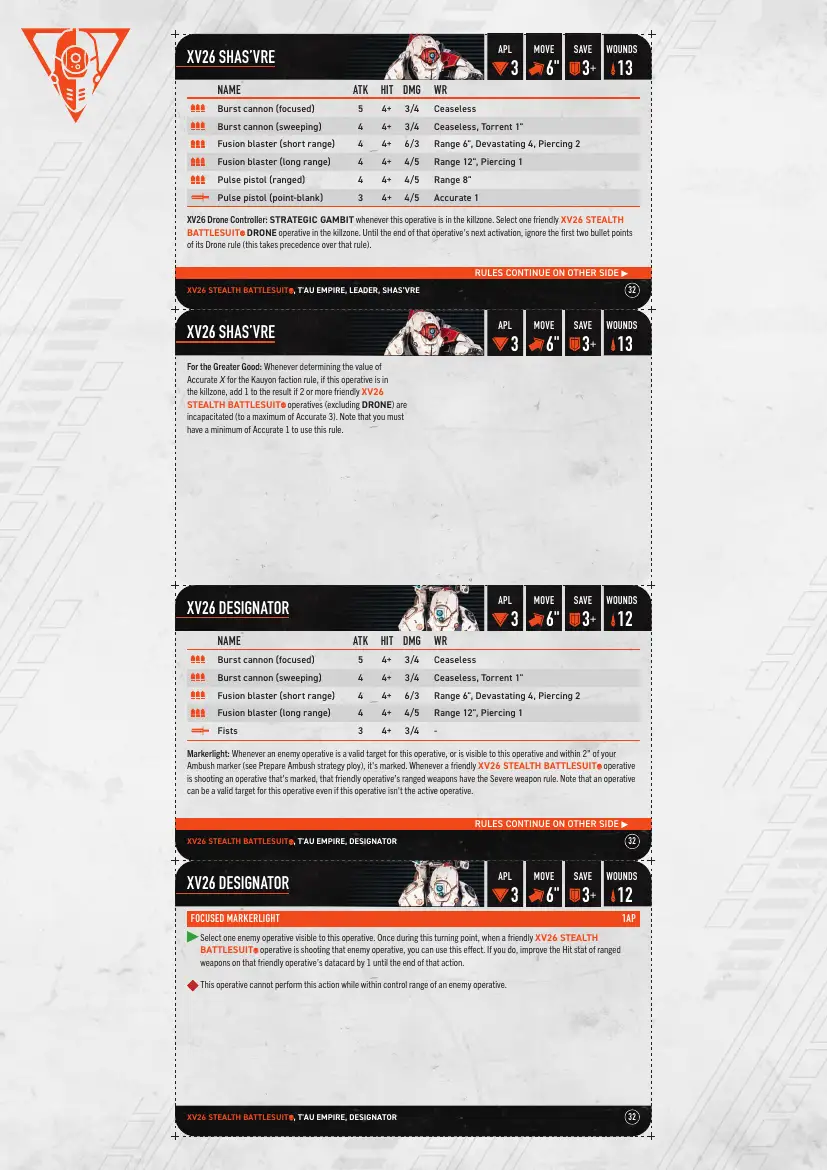 XV26 SHAS'VRE
APL MOVE SAVE WOUNDS
3 6" 3+ 13
NAME ATK HIT DMG WR
Burst cannon (focused) 5 4+ 3/4 Ceaseless
Burst cannon (sweeping) 4 4+ 3/4 Ceaseless, Torrent 1"
Fusion blaster (short range) 4 4+ 6/3 Range 6", Devastating 4, Piercing 2
Fusion blaster (long range) 4 4+ 4/5 Range 12", Piercing 1
Pulse pistol (ranged) 4 4+ 4/5 Range 8"
Pulse pistol (point-blank) 3 4+ 4/5 Accurate 1
XV26 Drone Controller: STRATEGIC GAMBIT whenever this operative is in the killzone. Select one friendly XV26 STEALTH
BATTLESUIT DRONE operative in the killzone. Until the end of that operative's next activation, ignore the first two bullet points
of its Drone rule (this takes precedence over that rule).
RULES CONTINUE ON OTHER SIDE ▶
XV26 STEALTH BATTLESUIT, T'AU EMPIRE, LEADER, SHAS'VRE 32
XV26 SHAS'VRE
APL MOVE SAVE WOUNDS
3 6" 3+ 13
For the Greater Good: Whenever determining the value of
Accurate X for the Kauyon faction rule, if this operative is in
the killzone, add 1 to the result if 2 or more friendly XV26
STEALTH BATTLESUIT operatives (excluding DRONE) are
incapacitated (to a maximum of Accurate 3). Note that you must
have a minimum of Accurate 1 to use this rule.
XV26 DESIGNATOR
APL MOVE SAVE WOUNDS
3 6" 3+ 12
NAME ATK HIT DMG WR
Burst cannon (focused) 5 4+ 3/4 Ceaseless
Burst cannon (sweeping) 4 4+ 3/4 Ceaseless, Torrent 1"
Fusion blaster (short range) 4 4+ 6/3 Range 6", Devastating 4, Piercing 2
Fusion blaster (long range) 4 4+ 4/5 Range 12", Piercing 1
Fists 3 4+ 3/4 -
Markerlight: Whenever an enemy operative is a valid target for this operative, or is visible to this operative and within 2" of your
Ambush marker (see Prepare Ambush strategy ploy), it's marked. Whenever a friendly XV26 STEALTH BATTLESUIT operative
is shooting an operative that's marked, that friendly operative's ranged weapons have the Severe weapon rule. Note that an operative
can be a valid target for this operative even if this operative isn't the active operative.
RULES CONTINUE ON OTHER SIDE ▶
XV26 STEALTH BATTLESUIT, T'AU EMPIRE, DESIGNATOR 32
XV26 DESIGNATOR
APL MOVE SAVE WOUNDS
3 6" 3+ 12
FOCUSED MARKERLIGHT 1AP
Select one enemy operative visible to this operative. Once during this turning point, when a friendly XV26 STEALTH
BATTLESUIT operative is shooting that enemy operative, you can use this effect. If you do, improve the Hit stat of ranged
weapons on that friendly operative's datacard by 1 until the end of that action.
This operative cannot perform this action while within control range of an enemy operative.
XV26 STEALTH BATTLESUIT, T'AU EMPIRE, DESIGNATOR 32